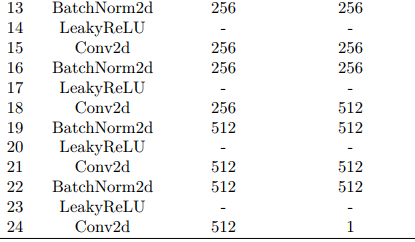 13 BatchNorm2d 256 256
14 LeakyReLU - -
15 Conv2d 256 256
16 BatchNorm2d 256 256
17 LeakyReLU - -
18 Conv2d 256 512
19 BatchNorm2d 512 512
20 LeakyReLU - -
21 Conv2d 512 512
22 BatchNorm2d 512 512
23 LeakyReLU - -
24 Conv2d 512 1